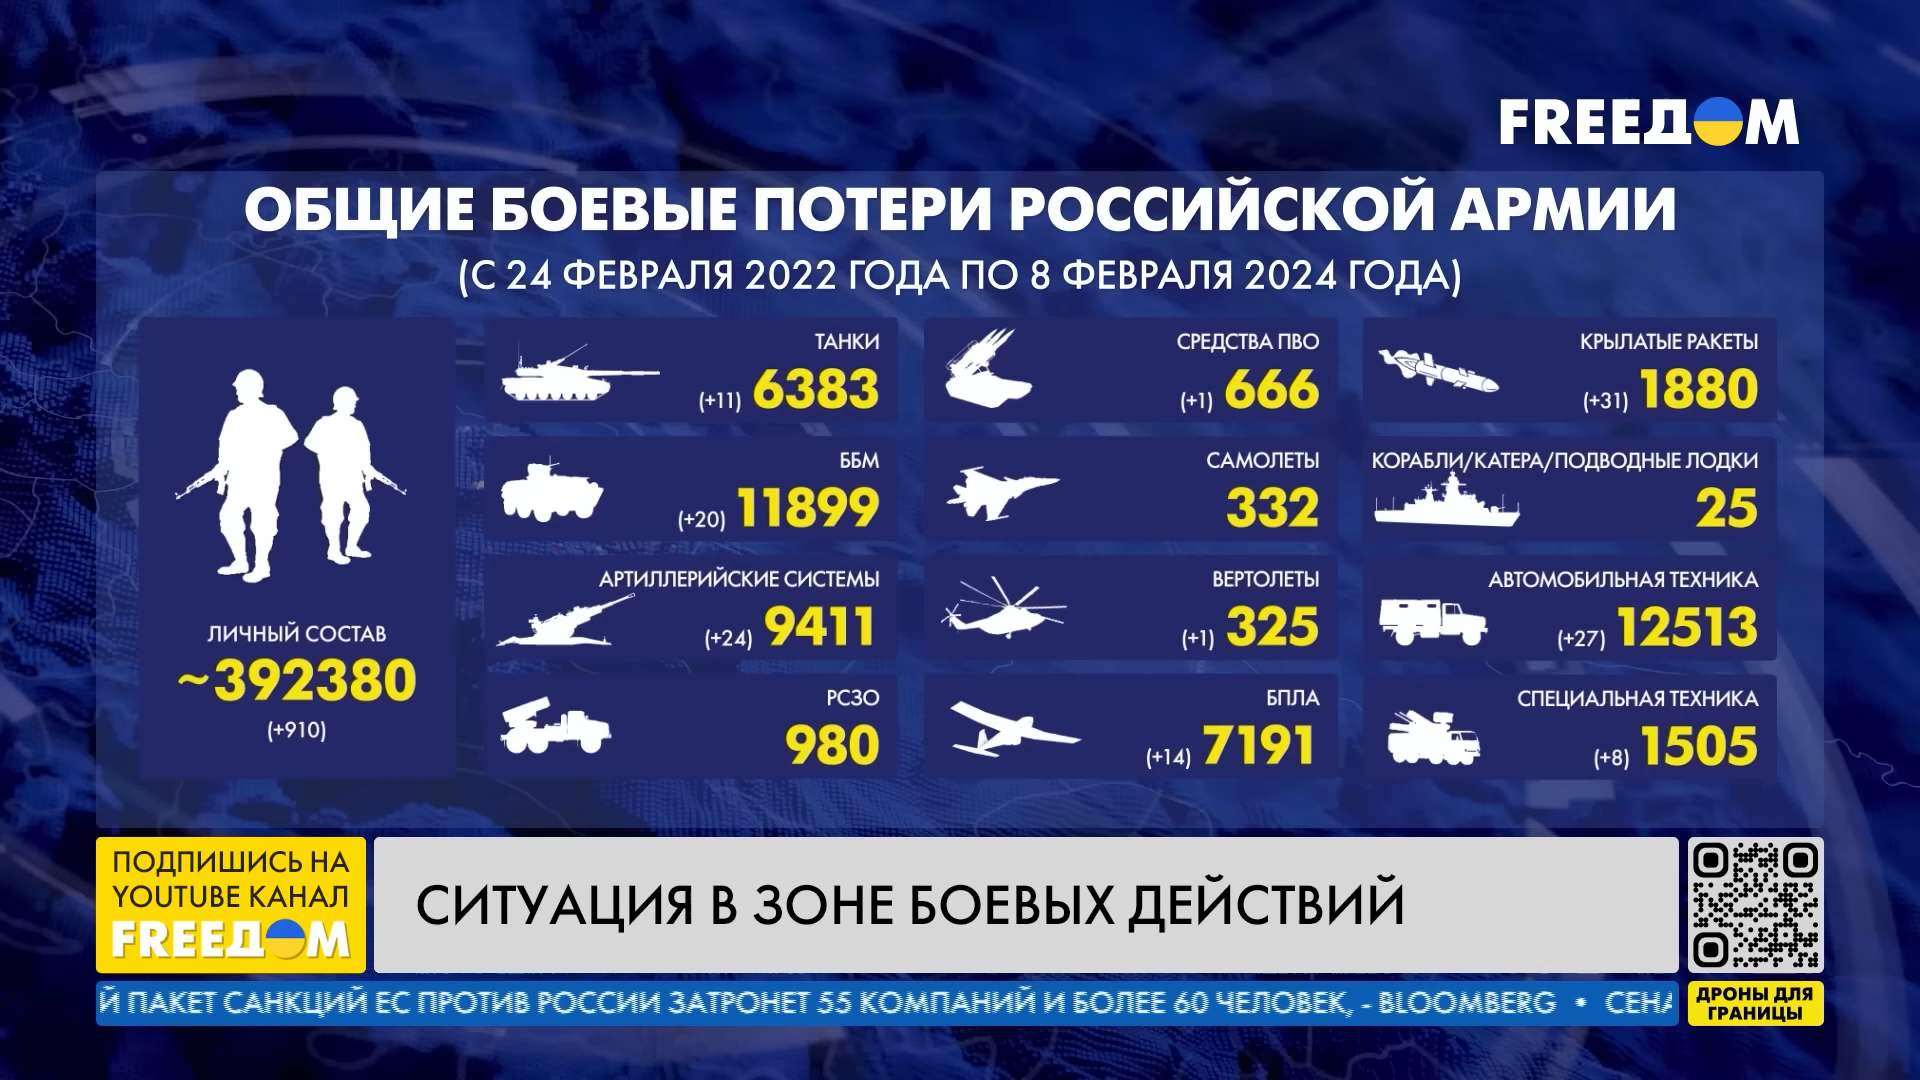 FREEДOM
ОБЩИЕ БОЕВЫЕ ПОТЕРИ РОССИЙСКОЙ АРМИИ
(С 24 ФЕВРАЛЯ 2022 ГОДА ПО 8 ФЕВРАЛЯ 2024 ГОДА)
ЛИЧНЫЙ СОСТАВ
~392380
(+910)
ТАНКИ
(+11) 6383
ББМ
(+20) 11899
АРТИЛЛЕРИЙСКИЕ СИСТЕМЫ
(+24) 9411
РСЗО
980
СРЕДСТВА ПВО
(+1) 666
САМОЛЕТЫ
332
ВЕРТОЛЕТЫ
(+1) 325
БПЛА
(+14) 7191
КРЫЛАТЫЕ РАКЕТЫ
(+31) 1880
КОРАБЛИ/КАТЕРА/ПОДВОДНЫЕ ЛОДКИ
25
АВТОМОБИЛЬНАЯ ТЕХНИКА
(+27) 12513
СПЕЦИАЛЬНАЯ ТЕХНИКА
(+8) 1505
ПОДПИШИСЬ НА
YOUTUBE КАНАЛ
FREEДOM
СИТУАЦИЯ В ЗОНЕ БОЕВЫХ ДЕЙСТВИЙ
Й ПАКЕТ САНКЦИЙ ЕС ПРОТИВ РОССИИ ЗАТРОНЕТ 55 КОМПАНИЙ И БОЛЕЕ 60 ЧЕЛОВЕК, - BLOOMBERG • СЕНА
ДРОНЫ ДЛЯ
ГРАНИЦЫ